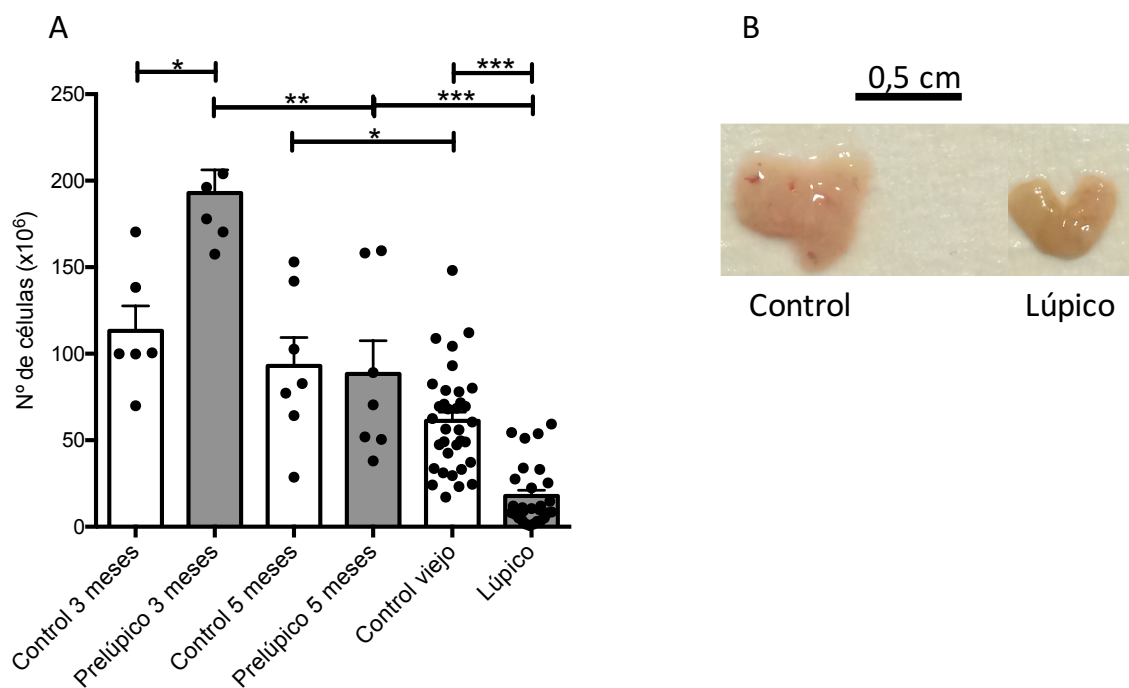 A
B
*
***
**
***
*
Nº de células (x10⁶)
250
200
150
100
50
0
Control 3 meses
Prelúpico 3 meses
Control 5 meses
Prelúpico 5 meses
Control viejo
Lúpico
0,5 cm
Control
Lúpico